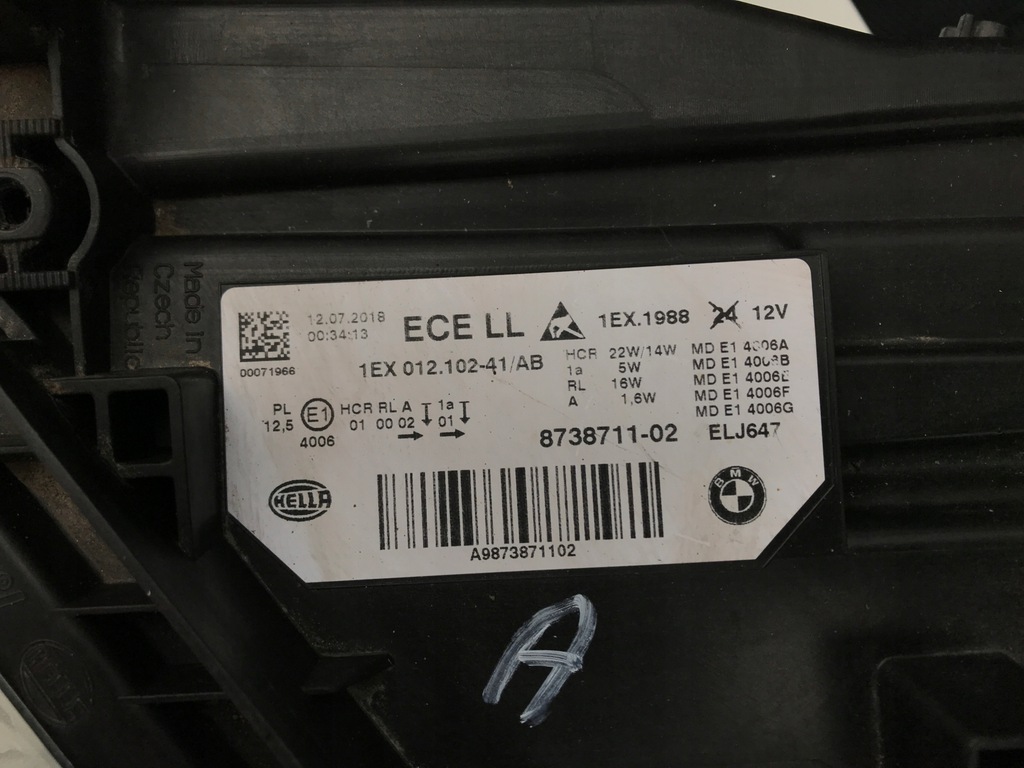 Made In
Czech
Republic
12.07.2018
00:34:13
ECE LL
1EX.1988
24 12V
00071966
1EX 012.102-41/AB
HCR 22W/14W
1a 5W
RL 16W
A 1,6W
MD E1 4006A
MD E1 4006B
MD E1 4006E
MD E1 4006F
MD E1 4006G
PL
12,5
E1
4006
HCR RL A 1a
01 00 02 01
8738711-02
ELJ647
HELLA
BMW
A9873871102
A